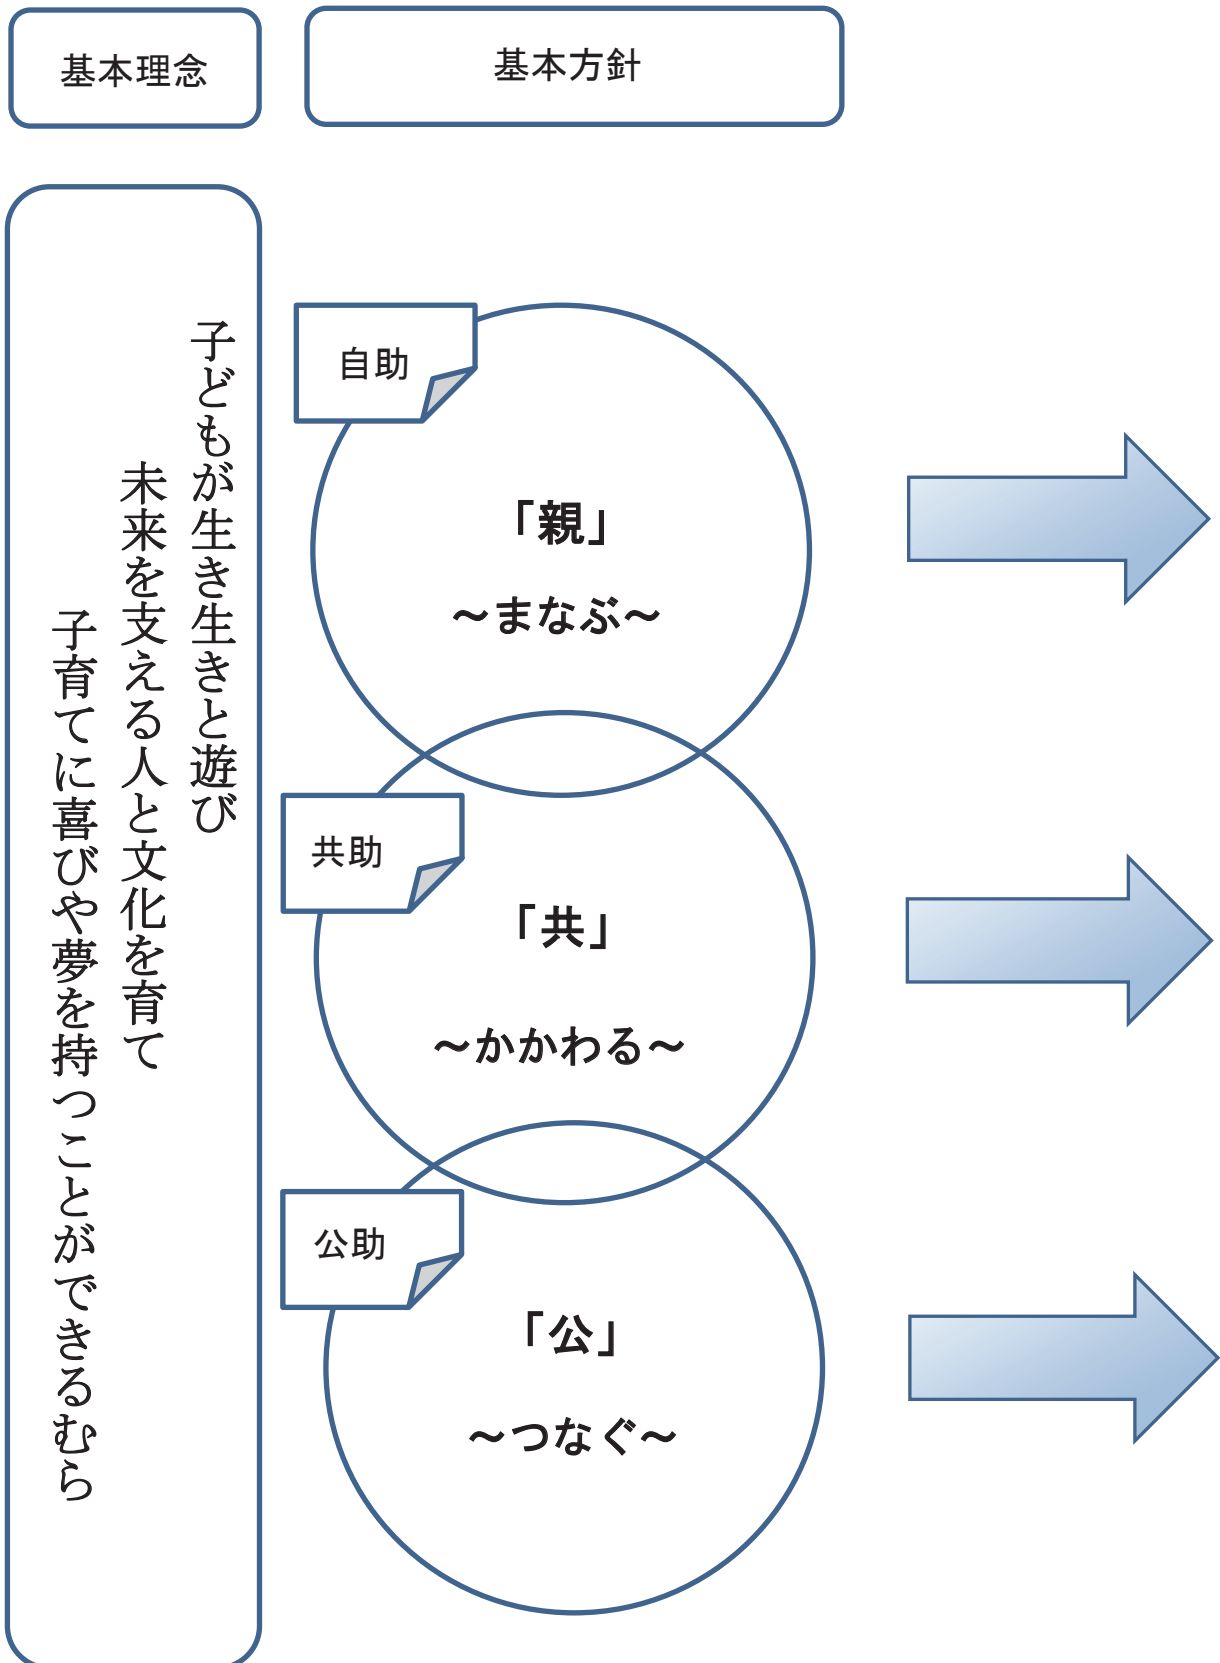 基本理念
基本方針
子どもが生き生きと遊び
未来を支える人と文化を育て
子育てに喜びや夢を持つことができるむら
自助
「親」
～まなぶ～
共助
「共」
～かかわる～
公助
「公」
～つなぐ～